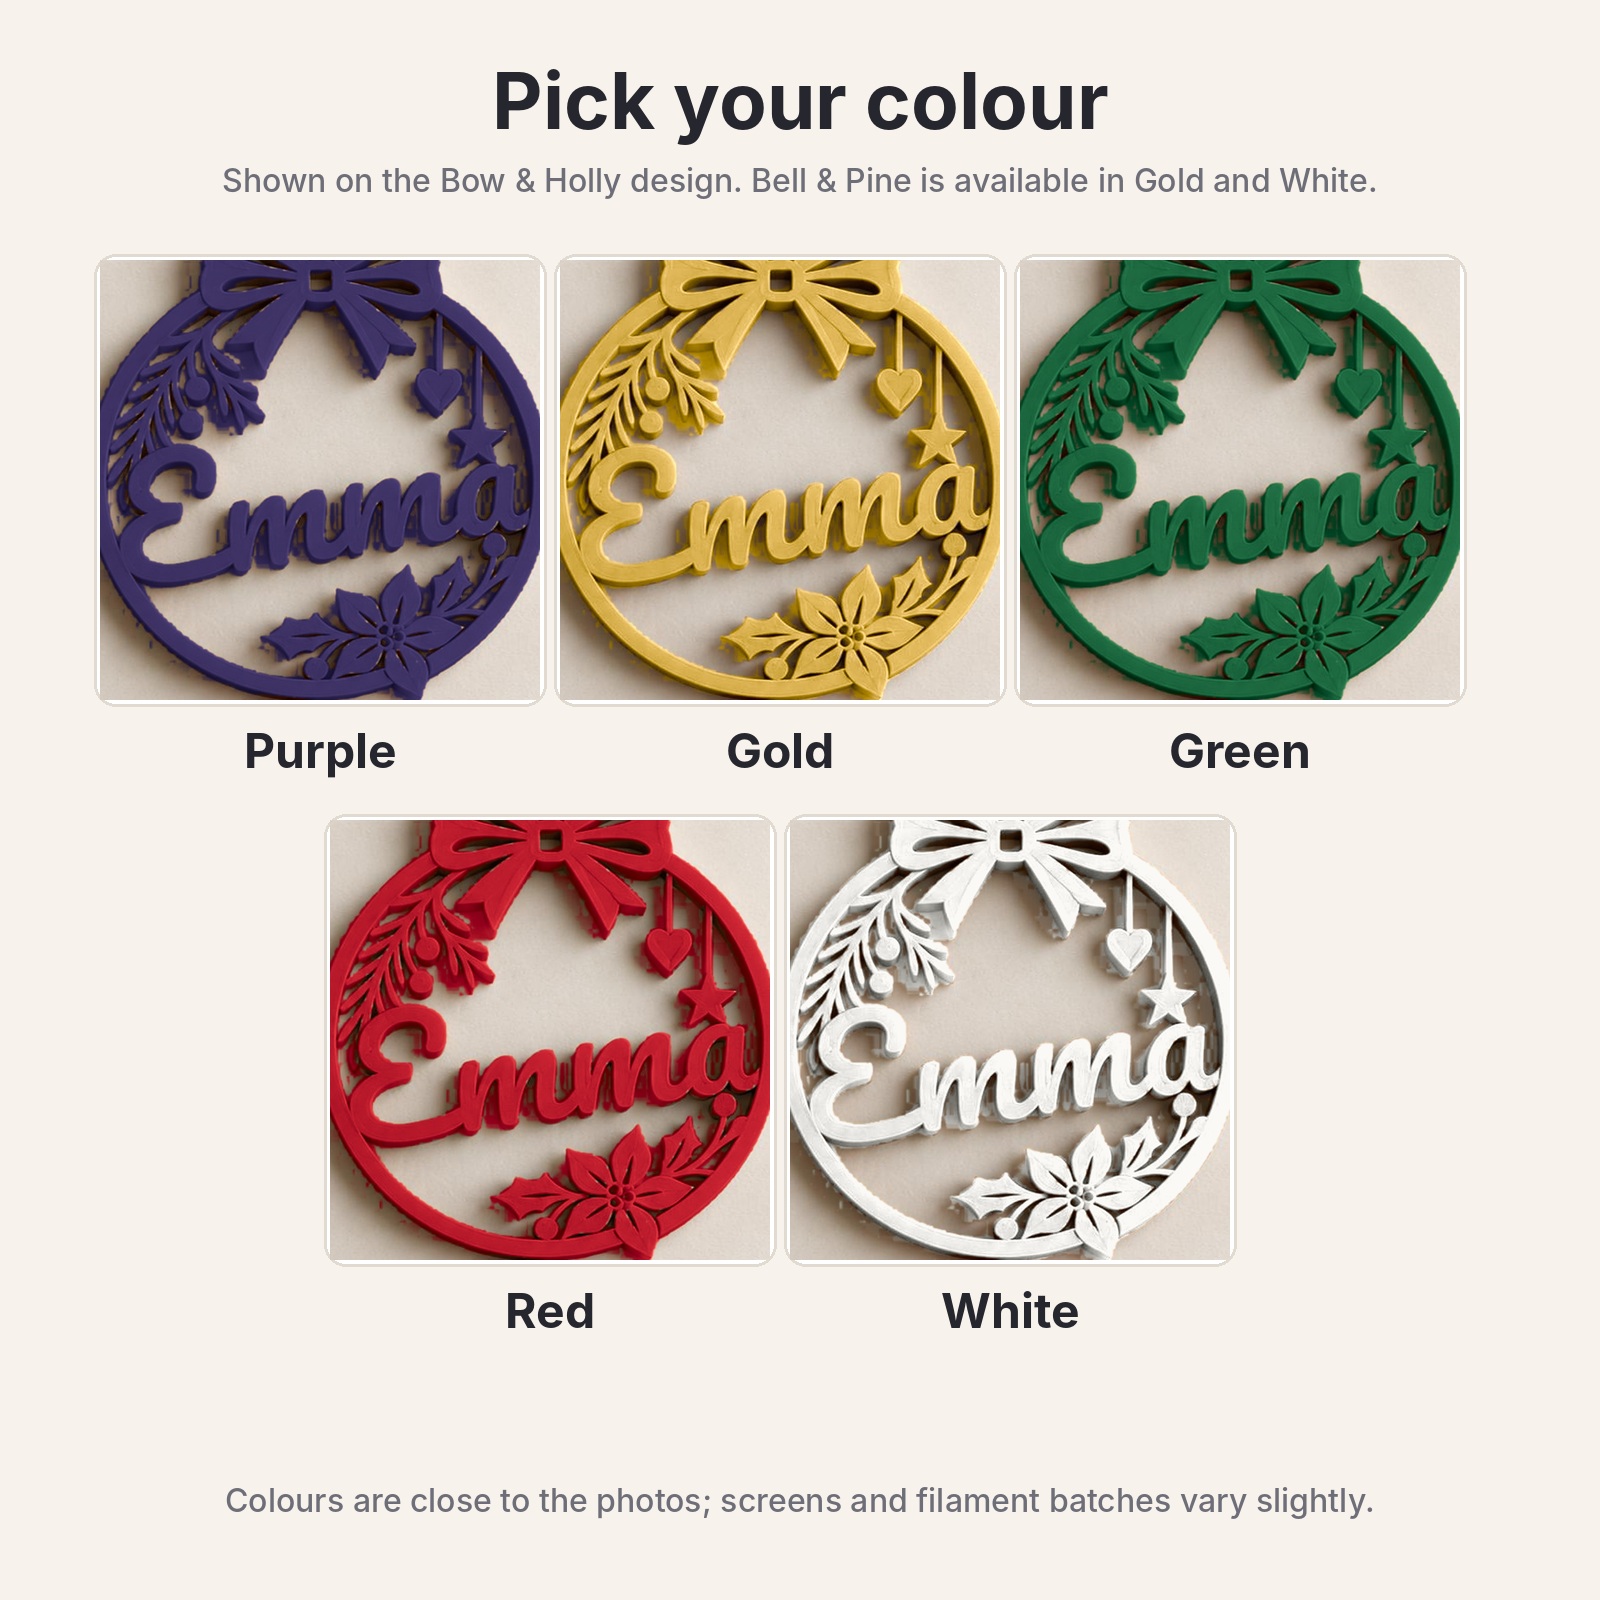 Pick your colour
Shown on the Bow & Holly design. Bell & Pine is available in Gold and White.
Emma
Emma
Emma
Purple
Gold
Green
Emma
Emma
Red
White
Colours are close to the photos; screens and filament batches vary slightly.